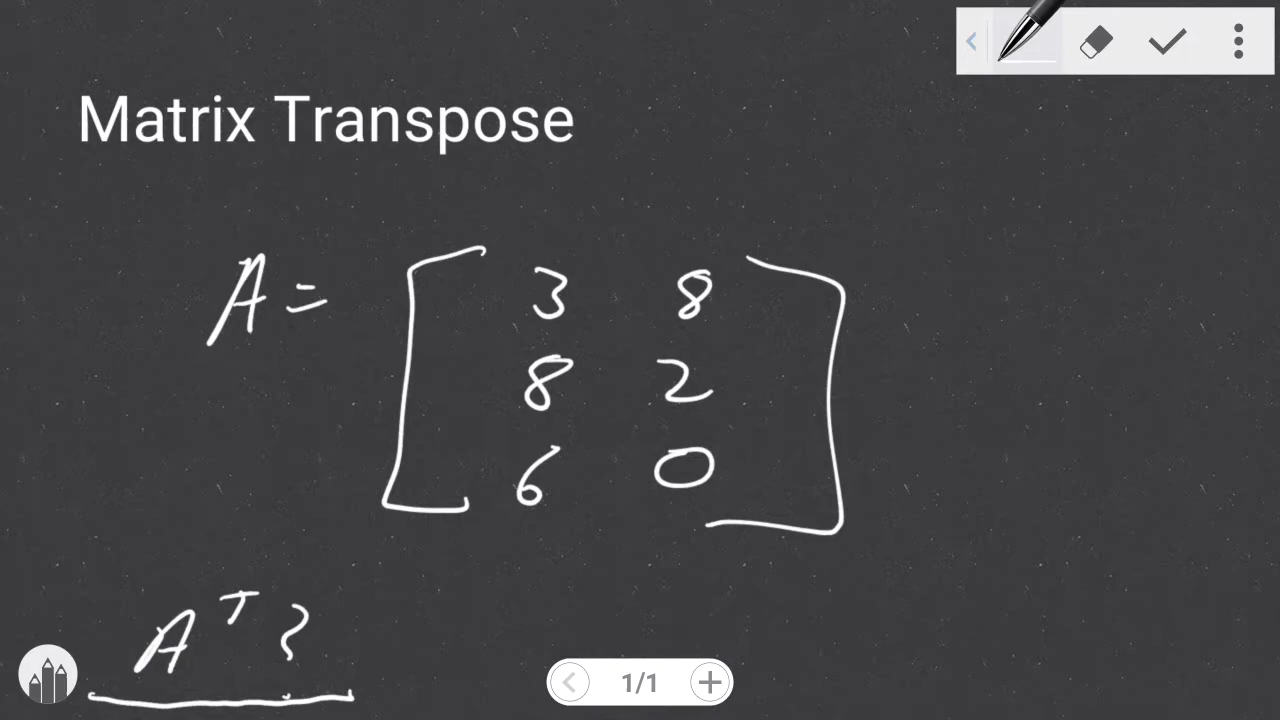 Matrix Transpose
A = [ 3 8
8 2
6 0 ]
A^T ?
1/1